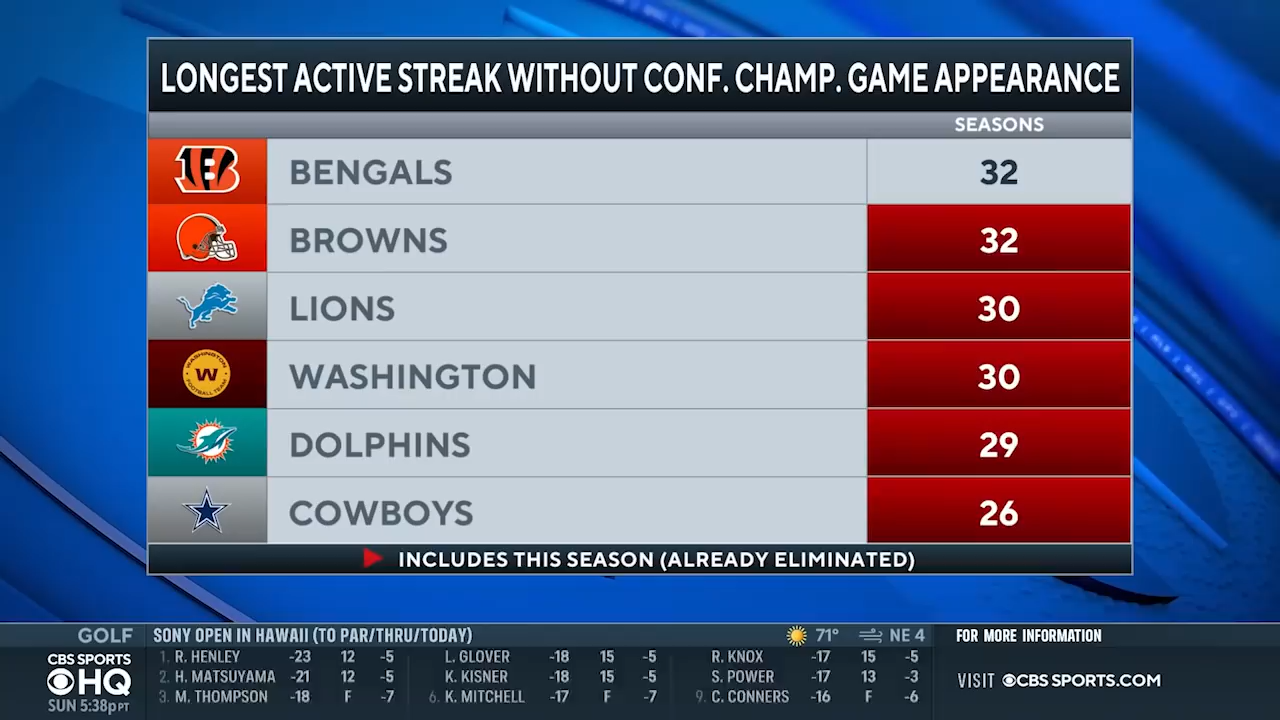 LONGEST ACTIVE STREAK WITHOUT CONF. CHAMP. GAME APPEARANCE
SEASONS
BENGALS 32
BROWNS 32
LIONS 30
WASHINGTON 30
DOLPHINS 29
COWBOYS 26
INCLUDES THIS SEASON (ALREADY ELIMINATED)
GOLF SONY OPEN IN HAWAII (TO PAR/THRU/TODAY) 71° NE 4 FOR MORE INFORMATION
1. R. HENLEY -23 12 -5 L. GLOVER -18 15 -5 R. KNOX -17 15 -5
2. H. MATSUYAMA -21 12 -5 K. KISNER -18 15 -5 S. POWER -17 13 -3
3. M. THOMPSON -18 F -7 6. K. MITCHELL -17 F -7 9. C. CONNERS -16 F -6
CBS SPORTS
HQ
SUN 5:38p PT
VISIT CBS SPORTS.COM